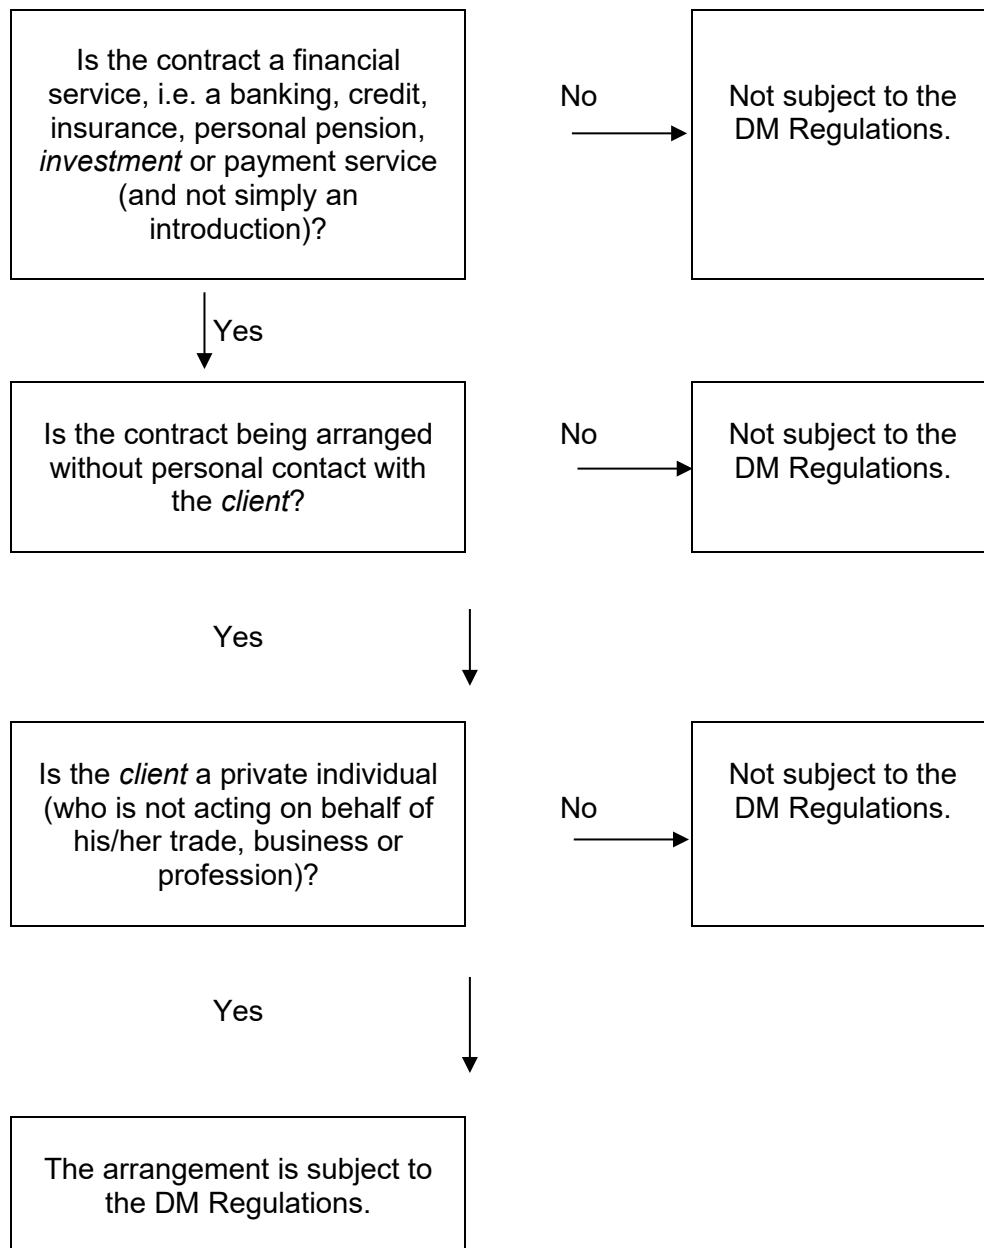 Is the contract a financial
service, i.e. a banking, credit,
insurance, personal pension,
investment or payment service
(and not simply an
introduction)?
No
Not subject to the
DM Regulations.
Yes
Is the contract being arranged
without personal contact with
the client?
No
Not subject to the
DM Regulations.
Yes
Is the client a private individual
(who is not acting on behalf of
his/her trade, business or
profession)?
No
Not subject to the
DM Regulations.
Yes
The arrangement is subject to
the DM Regulations.